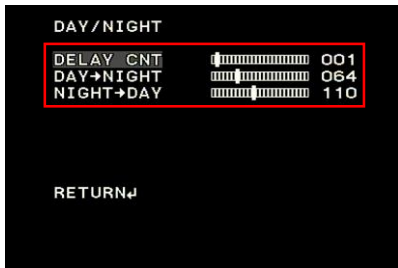 DAY/NIGHT
DELAY CNT 001
DAY→NIGHT 064
NIGHT→DAY 110
RETURN↲